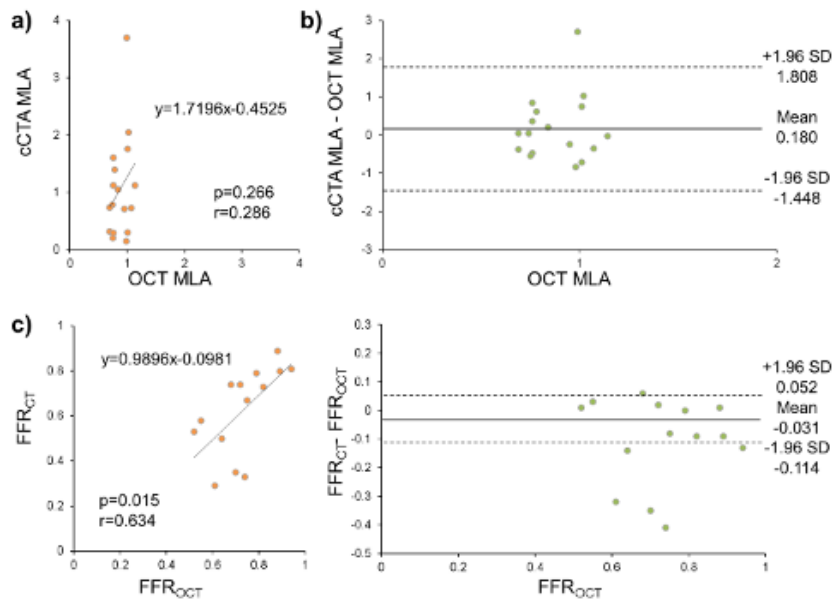 a)
cCTA MLA
4
3
2
1
0
y=1.7196x-0.4525
p=0.266
r=0.286
0 1 2 3 4
OCT MLA
b)
cCTA MLA - OCT MLA
3
2
1
0
-1
-2
-3
+1.96 SD
1.808
Mean
0.180
-1.96 SD
-1.448
0 1 2
OCT MLA
c)
FFRCT
1
0.8
0.6
0.4
0.2
0
y=0.9896x-0.0981
p=0.015
r=0.634
0 0.2 0.4 0.6 0.8 1
FFROCT
FFRCT- FFROCT
0.3
0.2
0.1
0
-0.1
-0.2
-0.3
-0.4
-0.5
+1.96 SD
0.052
Mean
-0.031
-1.96 SD
-0.114
0 0.2 0.4 0.6 0.8 1
FFROCT